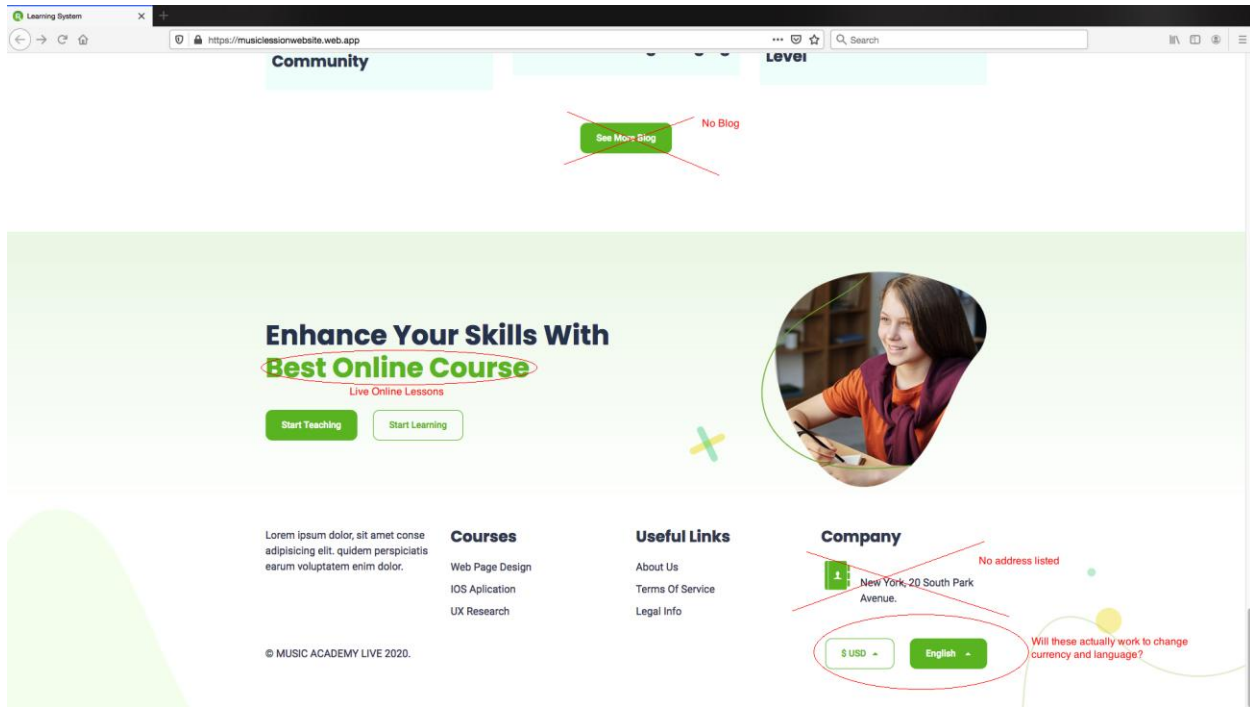 Learning System
https://musiclessionwebsite.web.app
Search
Community
Level
See More Blog
No Blog
Enhance Your Skills With
Best Online Course
Live Online Lessons
Start Teaching
Start Learning
Lorem ipsum dolor, sit amet conse
adipisicing elit. quidem perspiciatis
earum voluptatem enim dolor.
Courses
Web Page Design
IOS Aplication
UX Research
Useful Links
About Us
Terms Of Service
Legal Info
Company
No address listed
New York, 20 South Park
Avenue.
© MUSIC ACADEMY LIVE 2020.
$ USD
English
Will these actually work to change
currency and language?